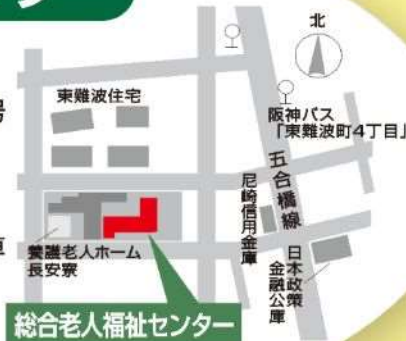 北
東難波住宅
阪神バス
「東難波町4丁目」
五合橋線
尼崎信用金庫
日本政策
金融公庫
養護老人ホーム
長安寮
総合老人福祉センター